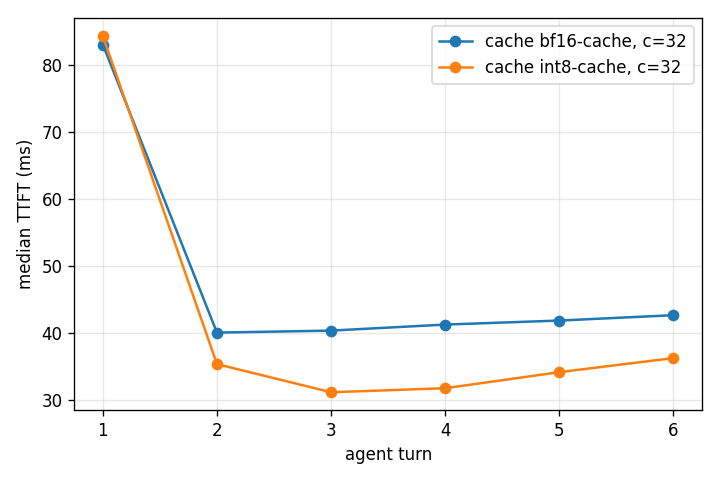 cache bf16-cache, c=32
cache int8-cache, c=32
median TTFT (ms)
80
70
60
50
40
30
1 2 3 4 5 6
agent turn